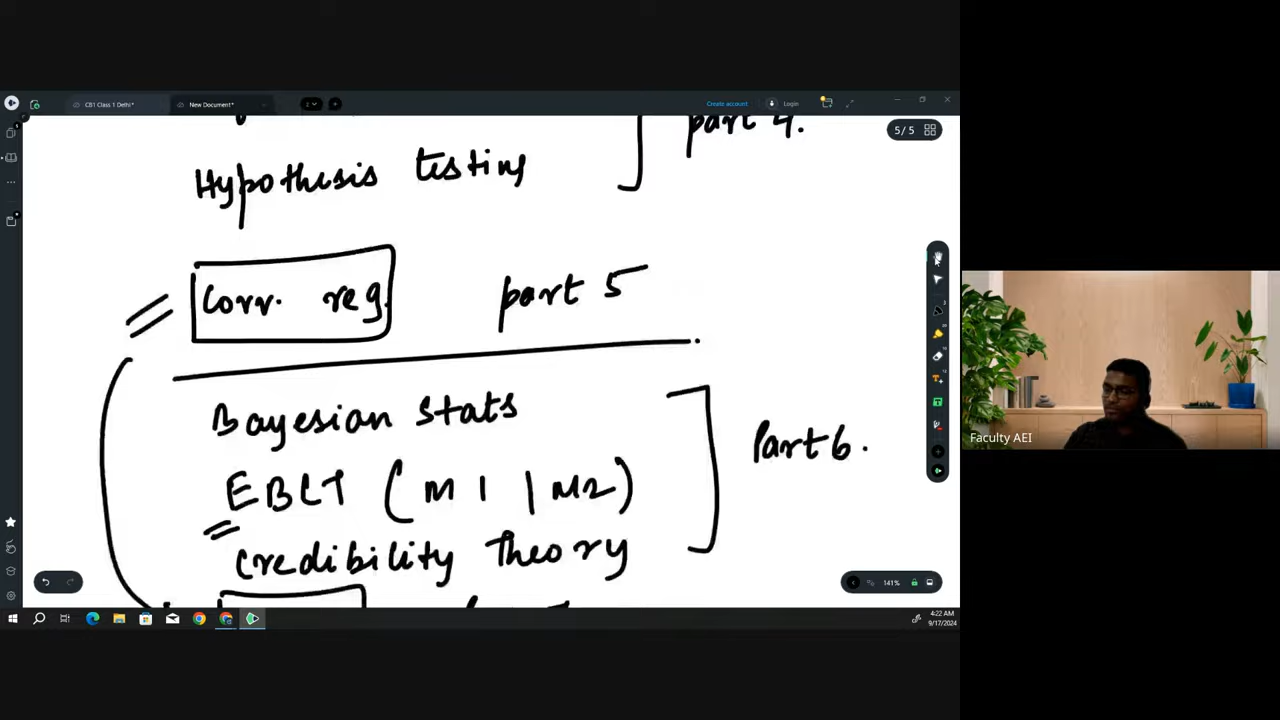 CB1 Class 1 Delhi*
New Document*
2
Create account
Login
part 4.
5/5
Hypothesis testing
Corr. reg.
part 5
Bayesian stats
EBCT (M1 | M2)
Part 6.
Credibility Theory
141%
4:22 AM
9/17/2024
Faculty AEI